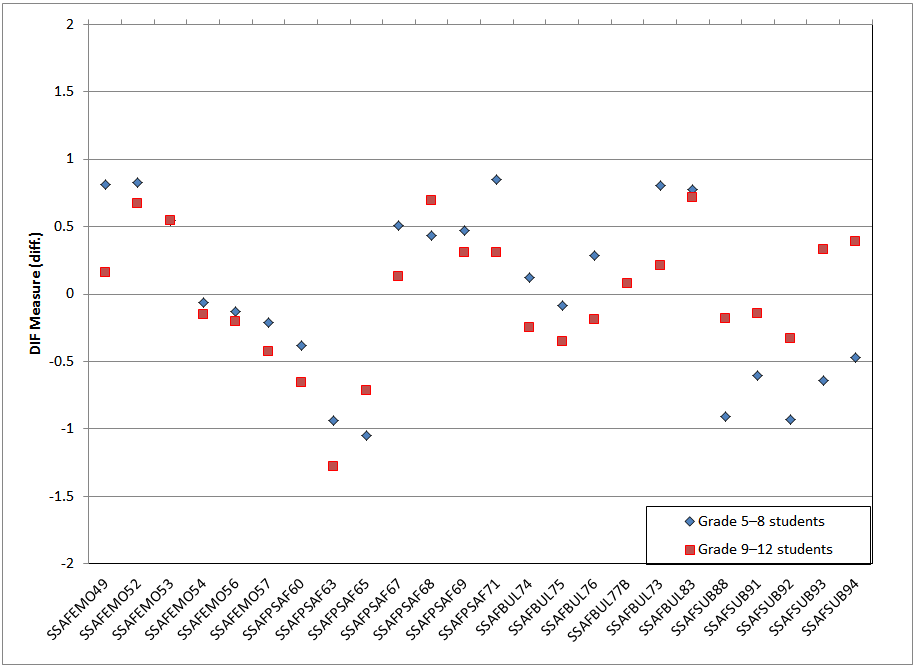 2
1.5
1
0.5
0
-0.5
-1
-1.5
-2
DIF Measure (diff.)
Grade 5–8 students
Grade 9–12 students
SSAFEMO49
SSAFEMO52
SSAFEMO53
SSAFEMO54
SSAFEMO56
SSAFEMO57
SSAFPSAF60
SSAFPSAF63
SSAFPSAF65
SSAFPSAF67
SSAFPSAF68
SSAFPSAF69
SSAFPSAF71
SSAFBUL74
SSAFBUL75
SSAFBUL76
SSAFBUL77B
SSAFBUL73
SSAFBUL83
SSAFSUB88
SSAFSUB91
SSAFSUB92
SSAFSUB93
SSAFSUB94